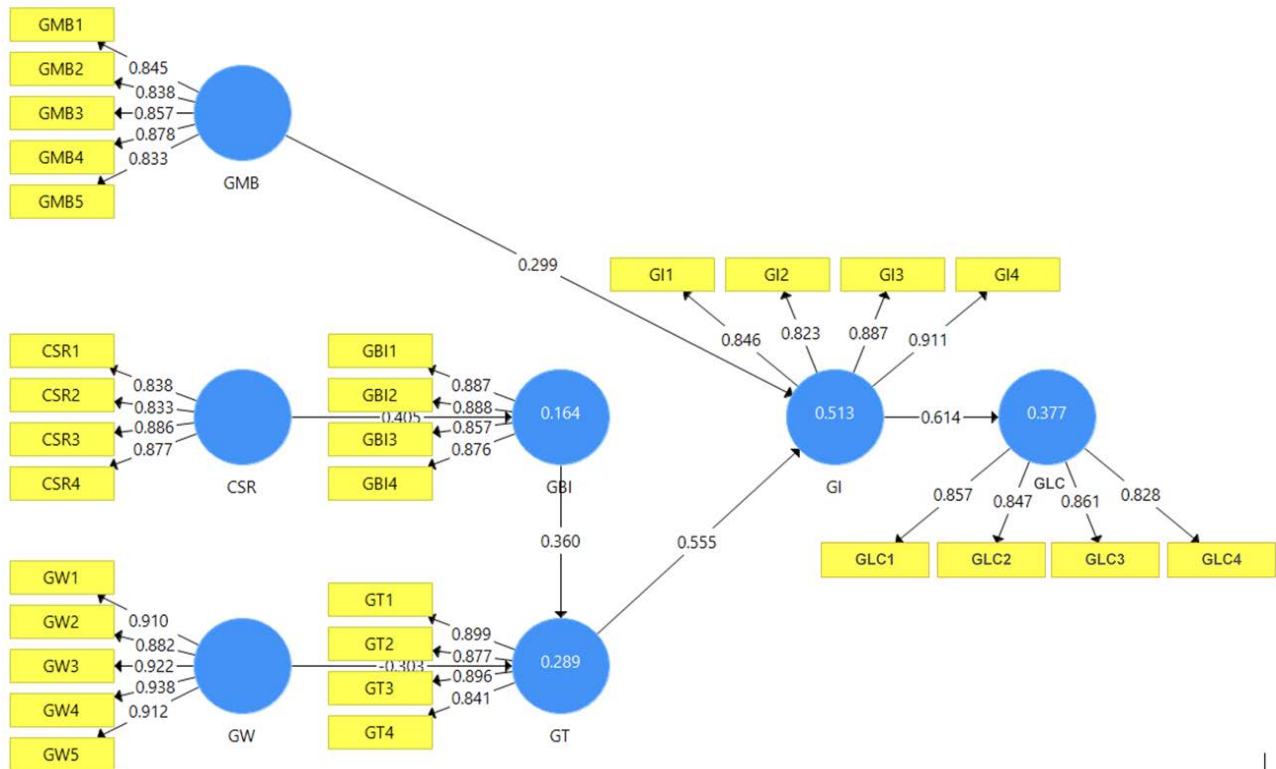 GMB1
GMB2
GMB3
GMB4
GMB5
0.845
0.838
0.857
0.878
0.833
GMB
0.299
GI1
GI2
GI3
GI4
0.846
0.823
0.887
0.911
CSR1
CSR2
CSR3
CSR4
0.838
0.833
0.886
0.877
CSR
0.405
GBI1
GBI2
GBI3
GBI4
0.887
0.888
0.857
0.876
0.164
GBI
0.513
GI
0.614
0.377
GLC
0.857
0.847
0.861
0.828
GLC1
GLC2
GLC3
GLC4
0.360
0.555
GW1
GW2
GW3
GW4
GW5
0.910
0.882
0.922
0.938
0.912
GW
-0.303
GT1
GT2
GT3
GT4
0.899
0.877
0.896
0.841
0.289
GT